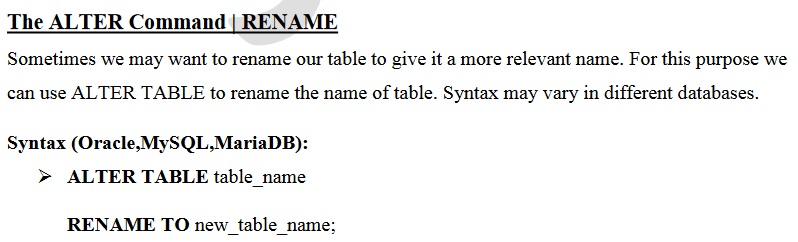 The ALTER Command | RENAME
Sometimes we may want to rename our table to give it a more relevant name. For this purpose we
can use ALTER TABLE to rename the name of table. Syntax may vary in different databases.
Syntax (Oracle,MySQL,MariaDB):
➢ ALTER TABLE table_name
RENAME TO new_table_name;